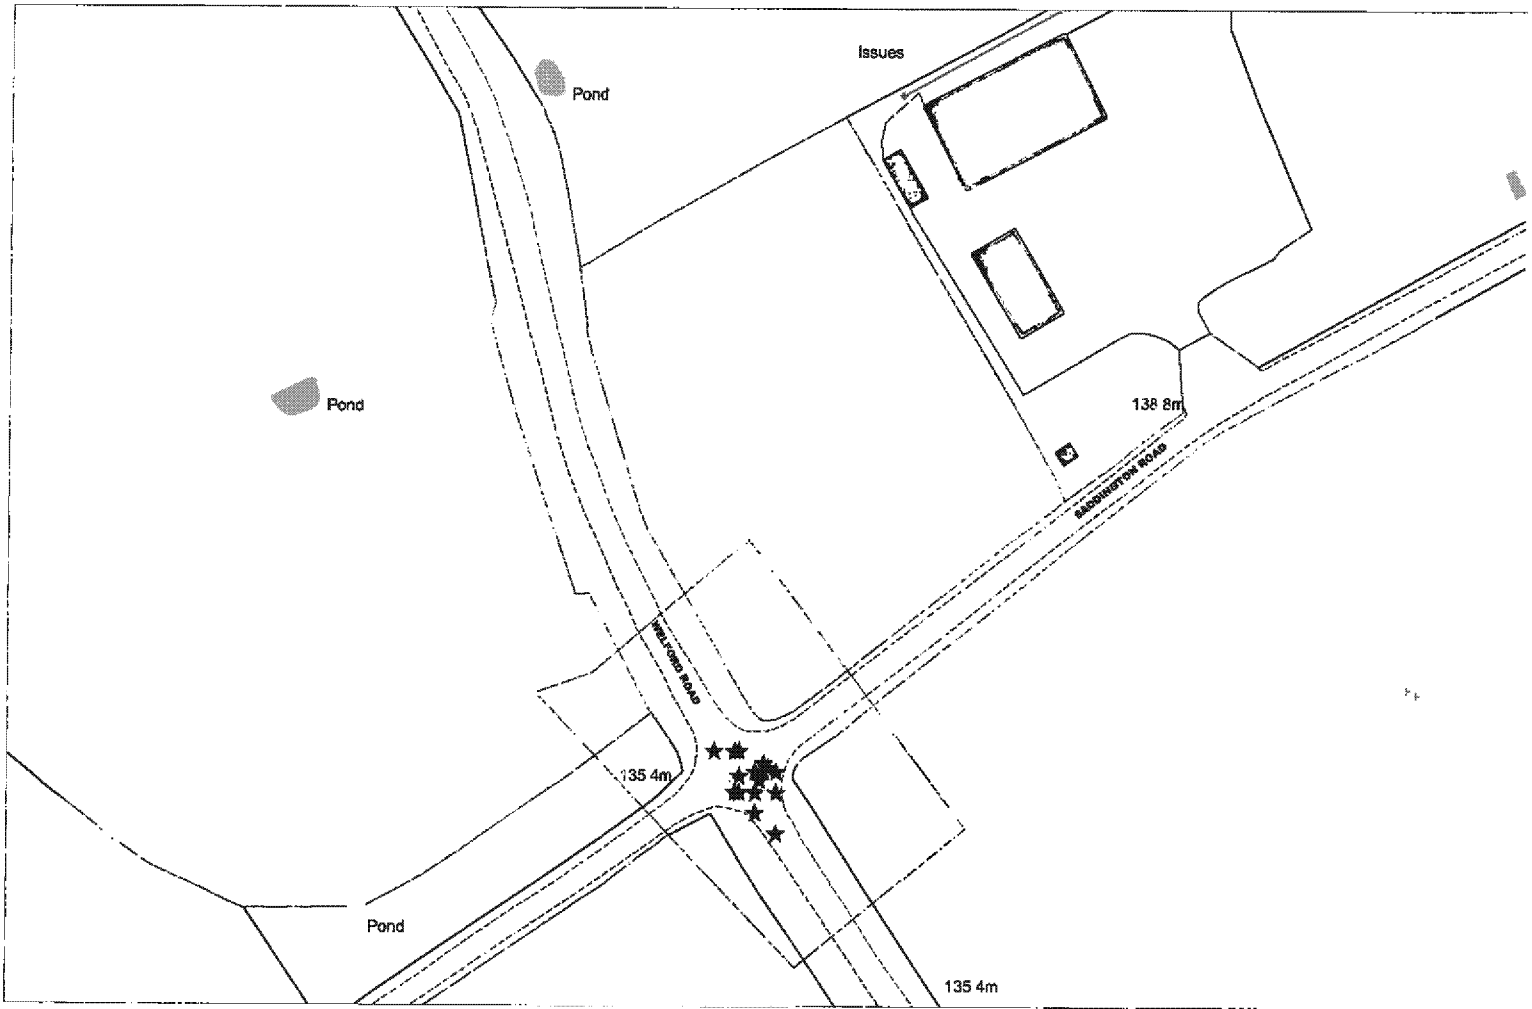 Issues
Pond
Pond
138 8m
SADDINGTON ROAD
WELFORD ROAD
135 4m
Pond
135 4m